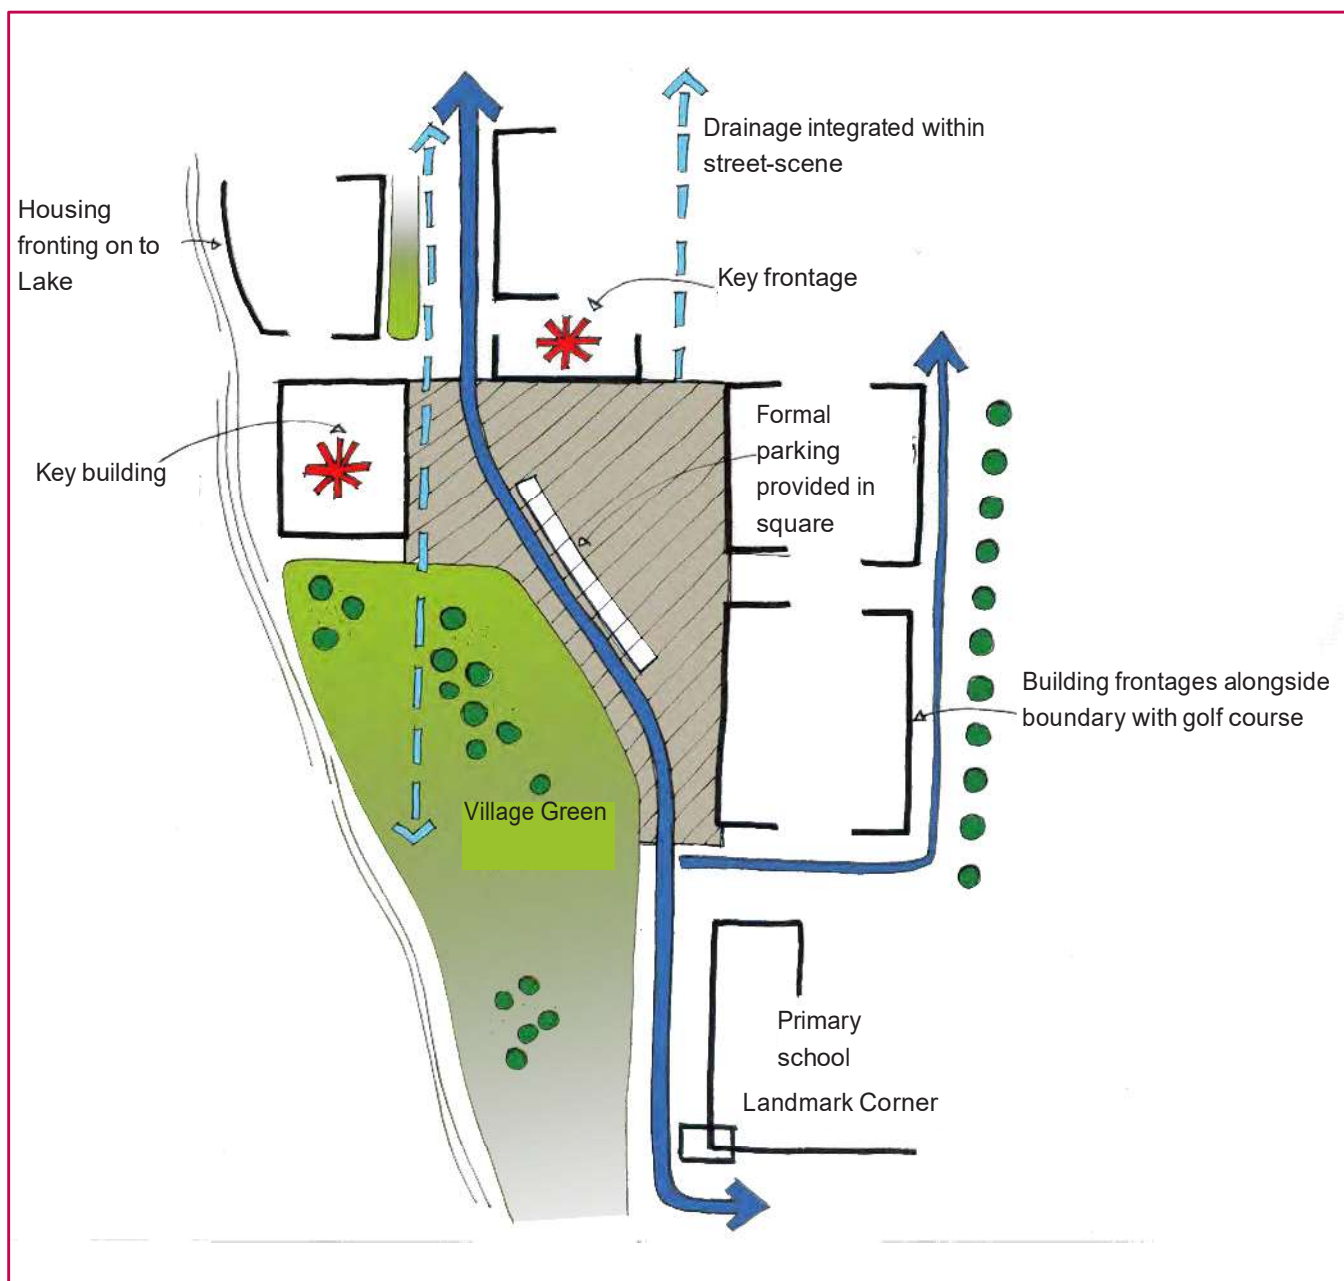 Drainage integrated within
street-scene
Housing
fronting on to
Lake
Key frontage
Formal
parking
provided in
square
Key building
Building frontages alongside
boundary with golf course
Village Green
Primary
school
Landmark Corner